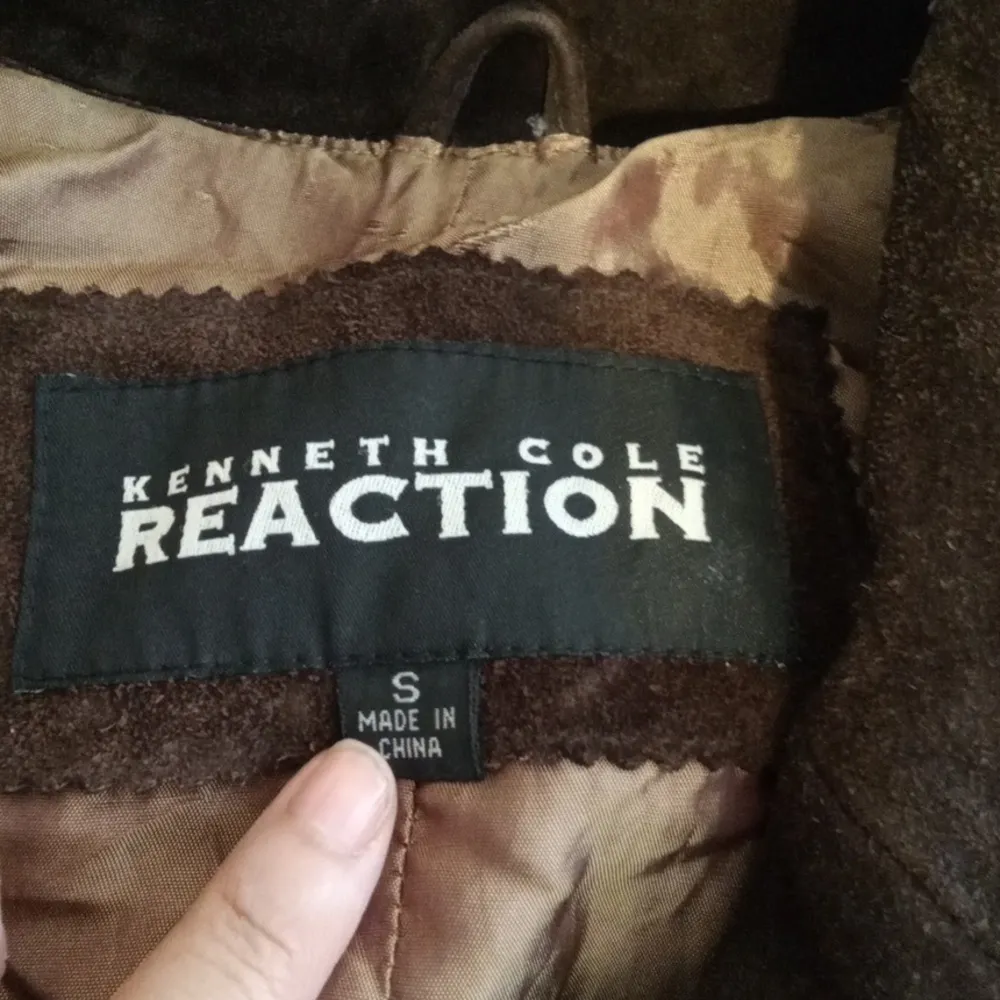 KENNETH COLE
REACTION
S
MADE IN
CHINA